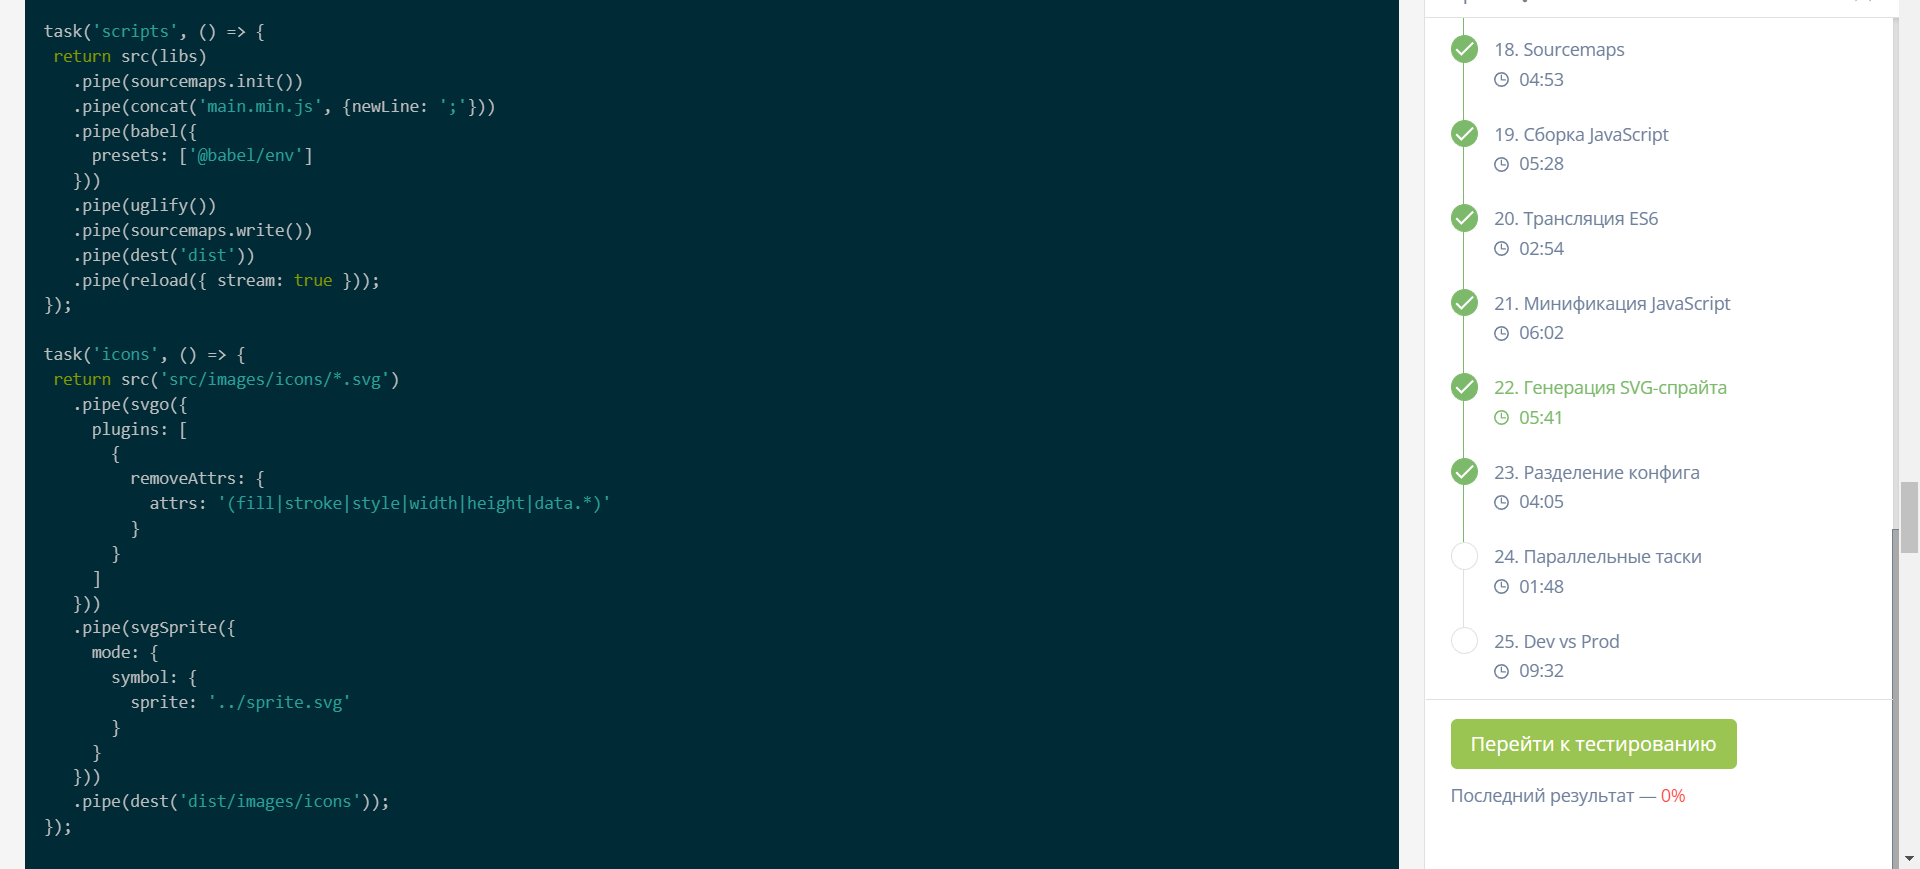 task('scripts', () => {
return src(libs)
.pipe(sourcemaps.init())
.pipe(concat('main.min.js', {newLine: ';'}))
.pipe(babel({
presets: ['@babel/env']
}))
.pipe(uglify())
.pipe(sourcemaps.write())
.pipe(dest('dist'))
.pipe(reload({ stream: true }));
});
task('icons', () => {
return src('src/images/icons/*.svg')
.pipe(svgo({
plugins: [
{
removeAttrs: {
attrs: '(fill|stroke|style|width|height|data.*)'
}
}
]
}))
.pipe(svgSprite({
mode: {
symbol: {
sprite: '../sprite.svg'
}
}
}))
.pipe(dest('dist/images/icons'));
});
18. Sourcemaps
04:53
19. Сборка JavaScript
05:28
20. Трансляция ES6
02:54
21. Минификация JavaScript
06:02
22. Генерация SVG-спрайта
05:41
23. Разделение конфига
04:05
24. Параллельные таски
01:48
25. Dev vs Prod
09:32
Перейти к тестированию
Последний результат — 0%